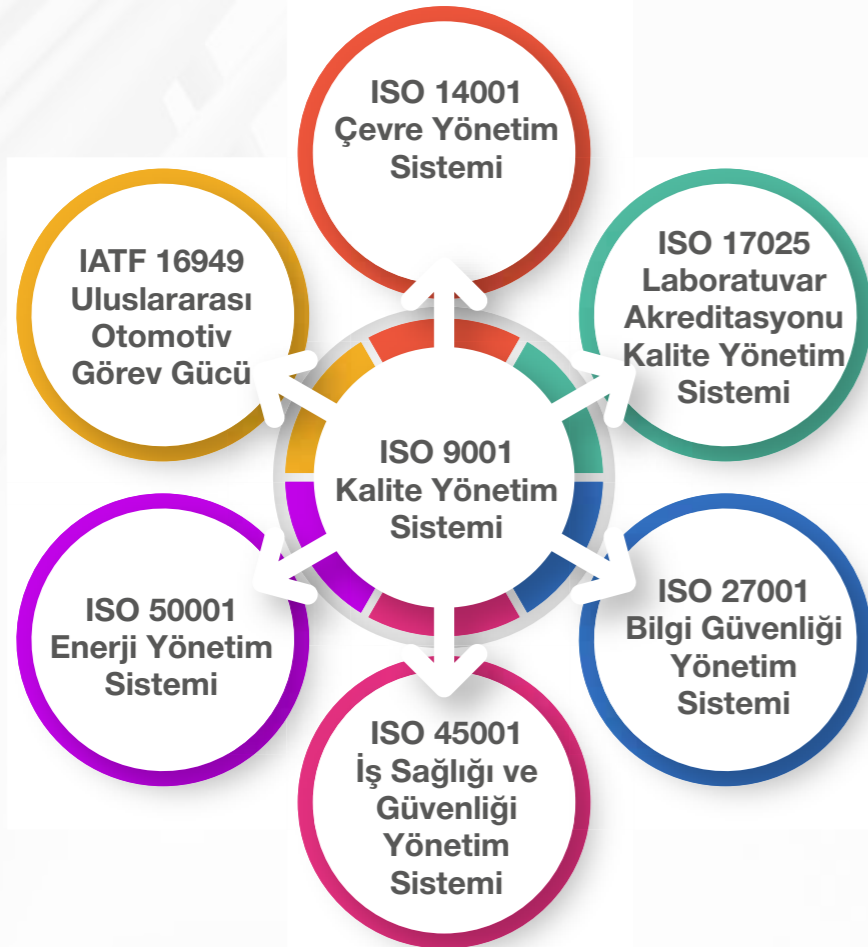 ISO 14001
Çevre Yönetim
Sistemi
IATF 16949
Uluslararası
Otomotiv
Görev Gücü
ISO 17025
Laboratuvar
Akreditasyonu
Kalite Yönetim
Sistemi
ISO 9001
Kalite Yönetim
Sistemi
ISO 50001
Enerji Yönetim
Sistemi
ISO 27001
Bilgi Güvenliği
Yönetim
Sistemi
ISO 45001
İş Sağlığı ve
Güvenliği
Yönetim
Sistemi